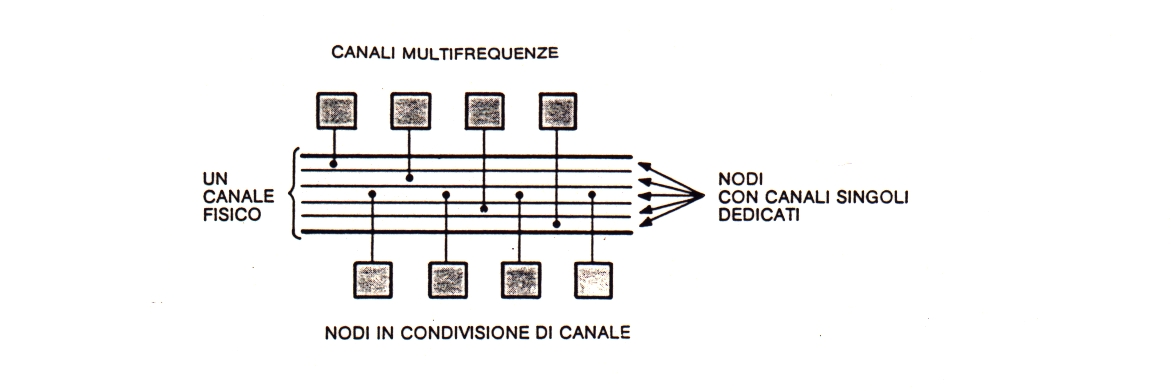 CANALI MULTIFREQUENZE
UN
CANALE
FISICO
NODI
CON CANALI SINGOLI
DEDICATI
NODI IN CONDIVISIONE DI CANALE